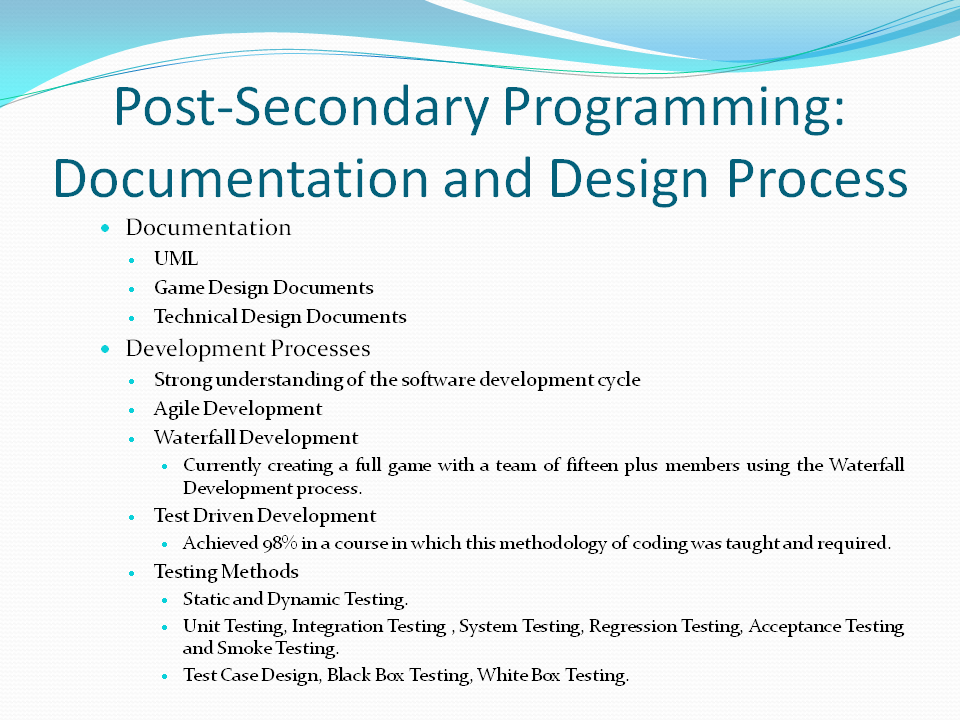 Post-Secondary Programming:
Documentation and Design Process
Documentation
UML
Game Design Documents
Technical Design Documents
Development Processes
Strong understanding of the software development cycle
Agile Development
Waterfall Development
Currently creating a full game with a team of fifteen plus members using the Waterfall
Development process.
Test Driven Development
Achieved 98% in a course in which this methodology of coding was taught and required.
Testing Methods
Static and Dynamic Testing.
Unit Testing, Integration Testing , System Testing, Regression Testing, Acceptance Testing
and Smoke Testing.
Test Case Design, Black Box Testing, White Box Testing.